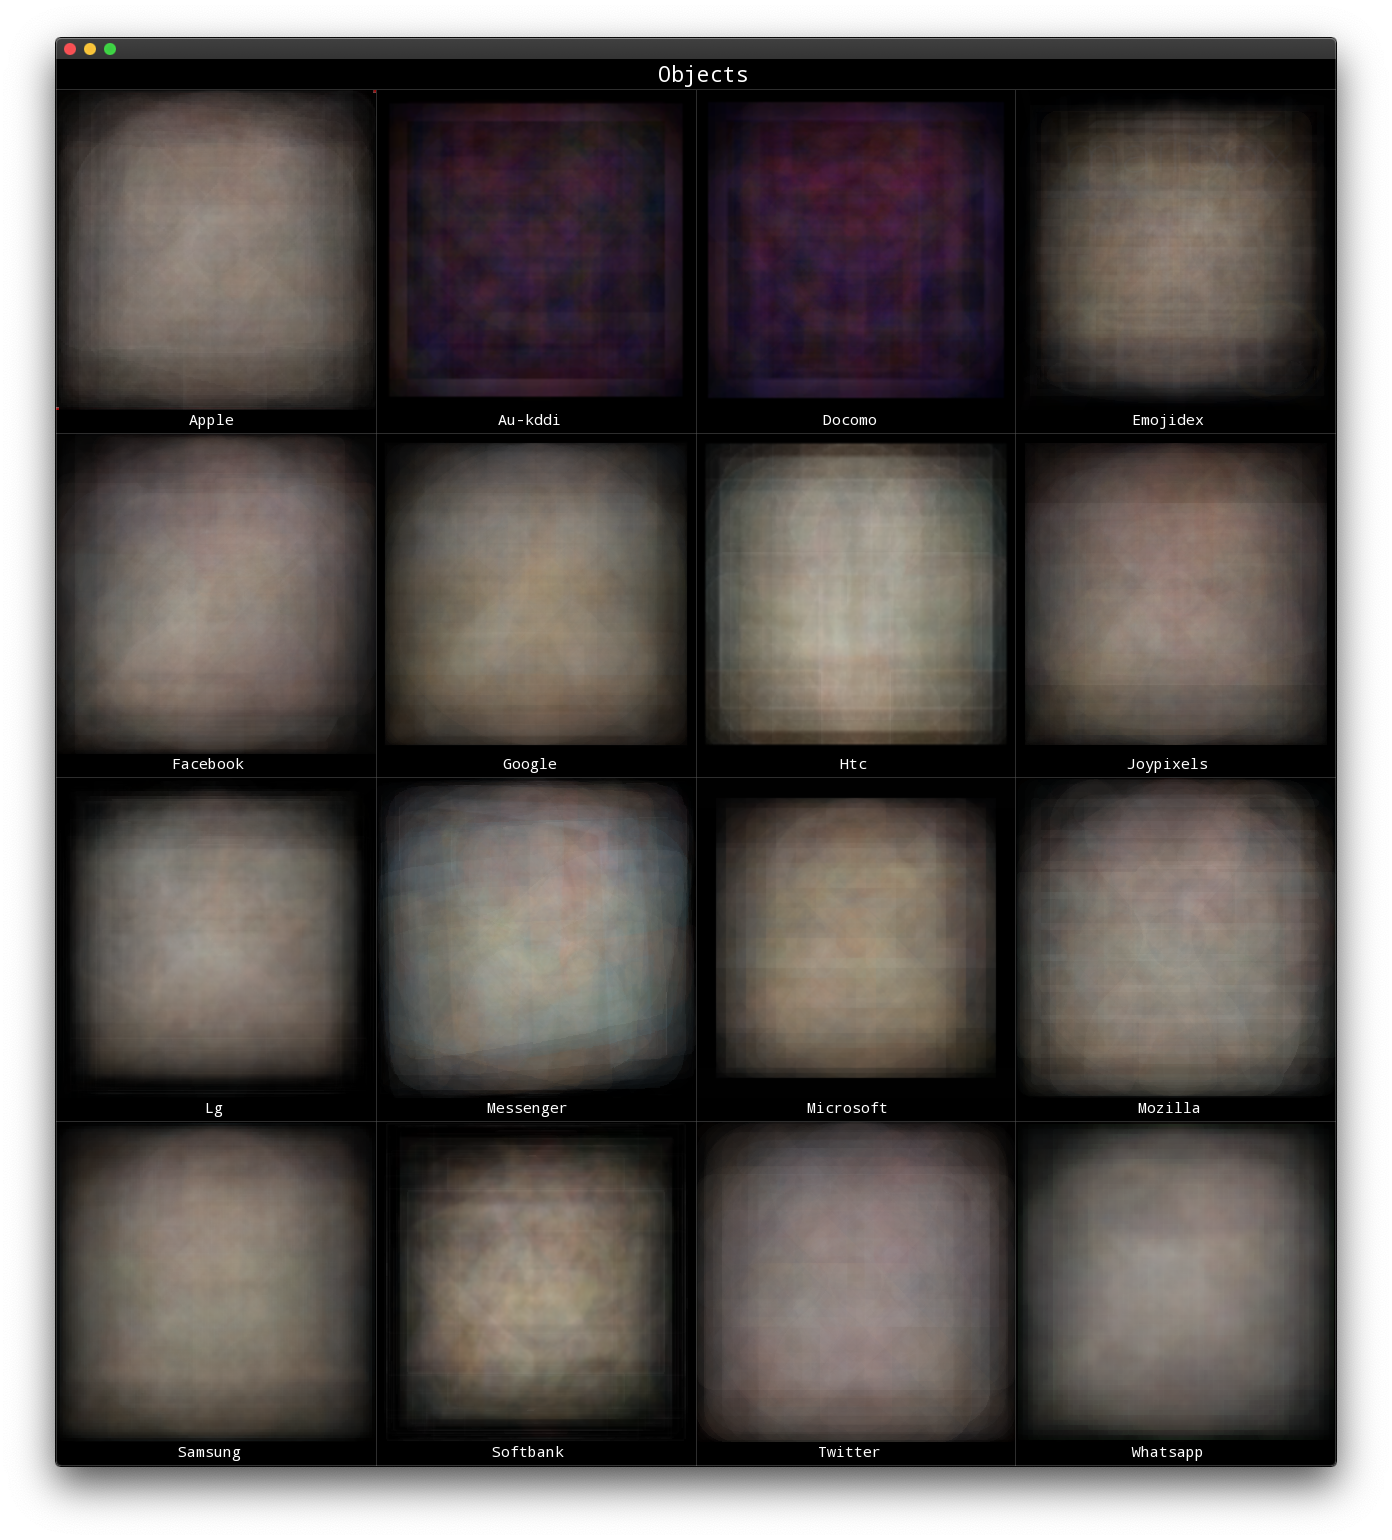 Objects
Apple
Au-kddi
Docomo
Emojidex
Facebook
Google
Htc
Joypixels
Lg
Messenger
Microsoft
Mozilla
Samsung
Softbank
Twitter
Whatsapp